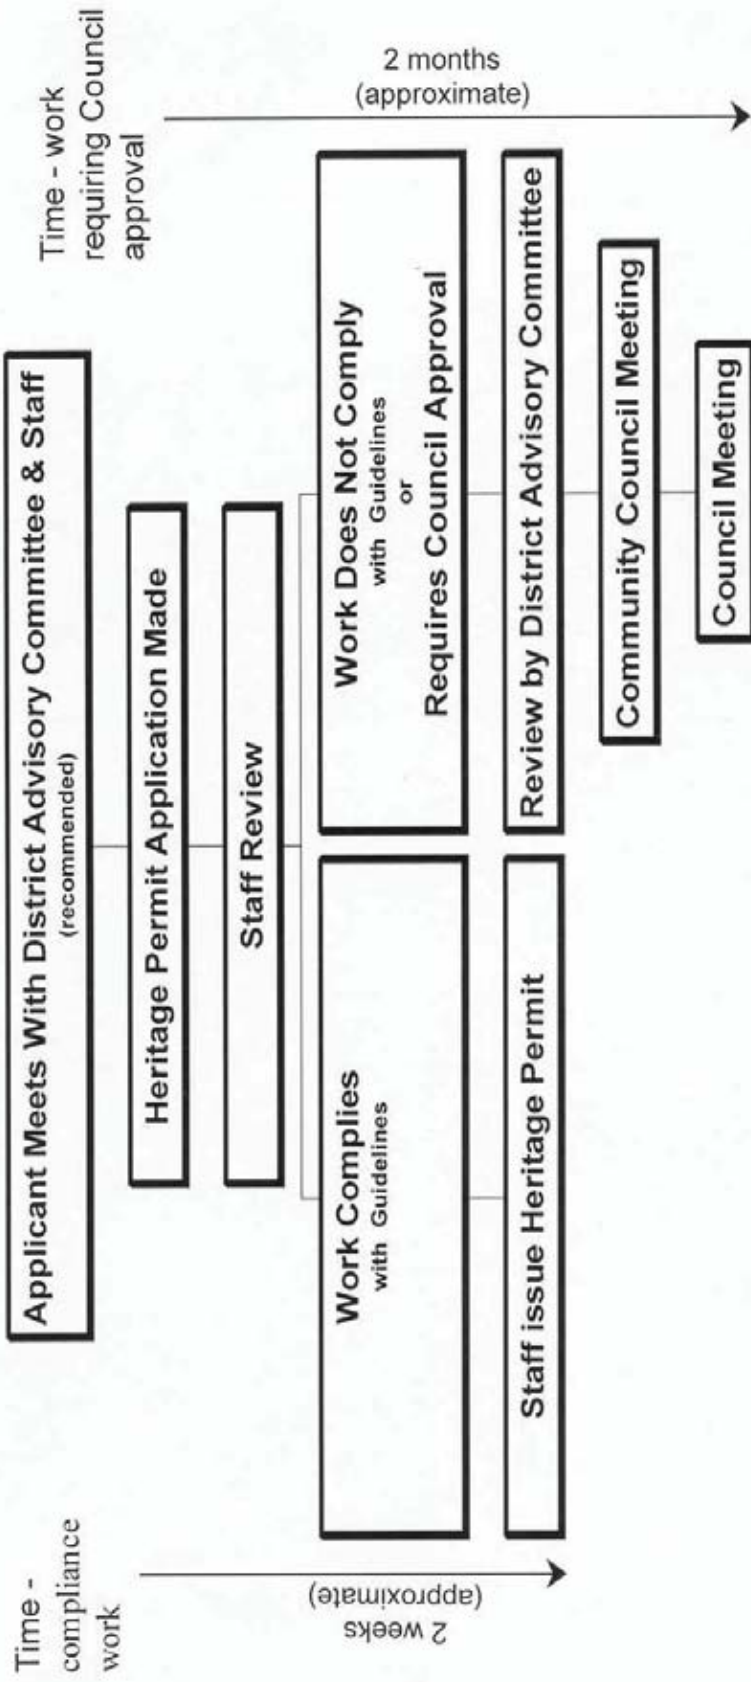 Time -
compliance
work
Time - work
requiring Council
approval
Applicant Meets With District Advisory Committee & Staff
(recommended)
Heritage Permit Application Made
Staff Review
2 weeks
(approximate)
2 months
(approximate)
Work Complies
with Guidelines
Work Does Not Comply
with Guidelines
or
Requires Council Approval
Staff issue Heritage Permit
Review by District Advisory Committee
Community Council Meeting
Council Meeting